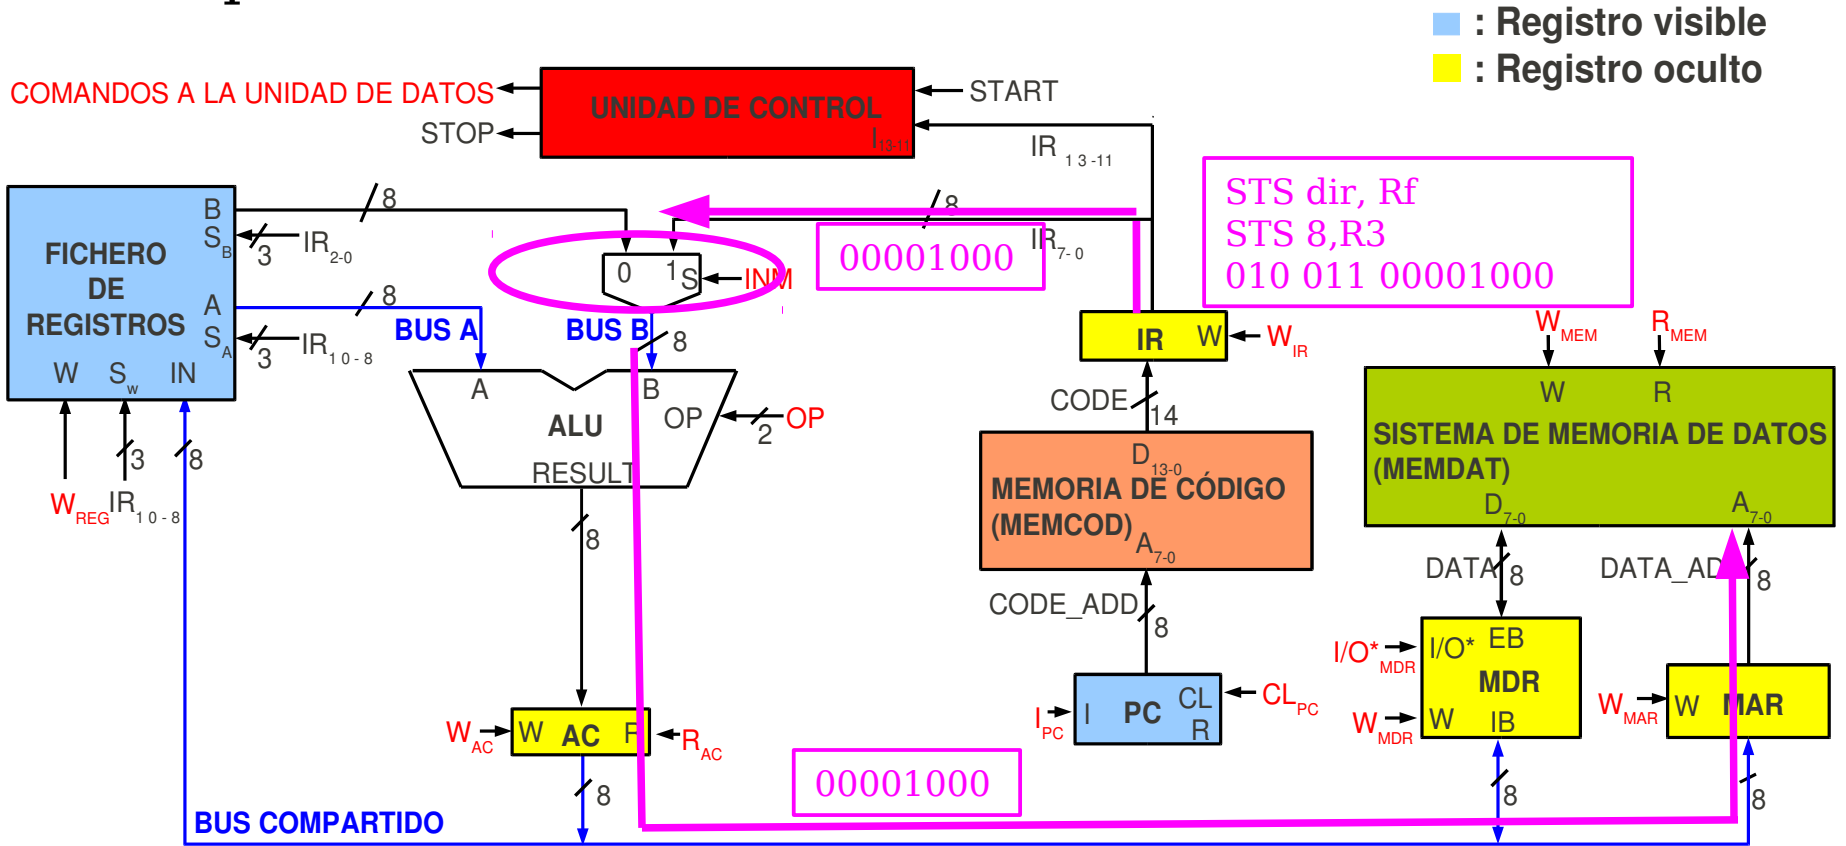 : Registro visible
: Registro oculto
COMANDOS A LA UNIDAD DE DATOS
STOP
UNIDAD DE CONTROL
I13-11
START
IR 13-11
STS dir, Rf
STS 8,R3
010 011 00001000
FICHERO
DE
REGISTROS
B
SB
A
SA
W
Sw
IN
8
3
IR2-0
8
3
IR10-8
WREG
3
IR10-8
8
BUS A
BUS B
8
0
1
S
INM
8
IR7-0
00001000
A
B
ALU
OP
2
OP
RESULT
8
WAC
W
AC
R
RAC
8
BUS COMPARTIDO
00001000
IR
W
WIR
CODE
14
D13-0
MEMORIA DE CÓDIGO
(MEMCOD)
A7-0
CODE_ADD
8
IPC
I
PC
CL
R
CLPC
WMEM
RMEM
W
R
SISTEMA DE MEMORIA DE DATOS
(MEMDAT)
D7-0
A7-0
DATA
8
8
I/O*MDR
I/O*
EB
MDR
WMDR
W
IB
8
WMAR
W
MAR
8